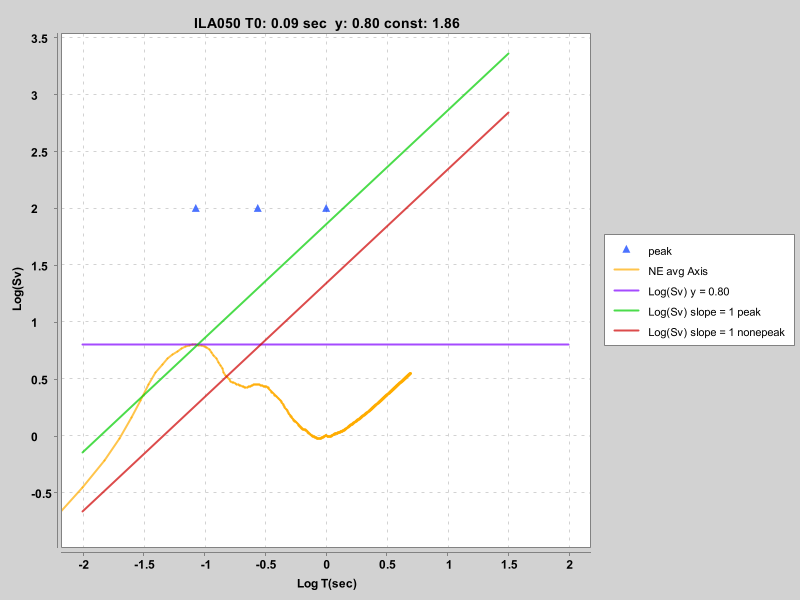 ILA050 T0: 0.09 sec  y: 0.80 const: 1.86
3.5
3
2.5
2
1.5
1
0.5
0
-0.5
Log(Sv)
-2
-1.5
-1
-0.5
0
0.5
1
1.5
2
Log T(sec)
peak
NE avg Axis
Log(Sv) y = 0.80
Log(Sv) slope = 1 peak
Log(Sv) slope = 1 nonepeak